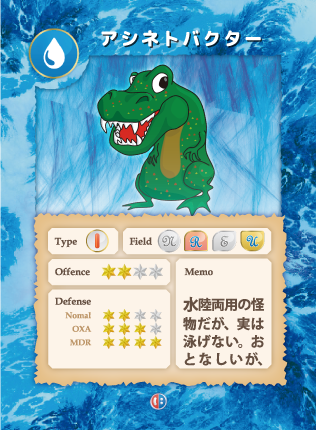 アシネトバクター
Type
Field N R E U
Offence
Memo
Defense
Nomal
OXA
MDR
水陸両用の怪
物だが、実は
泳げない。お
となしいが、